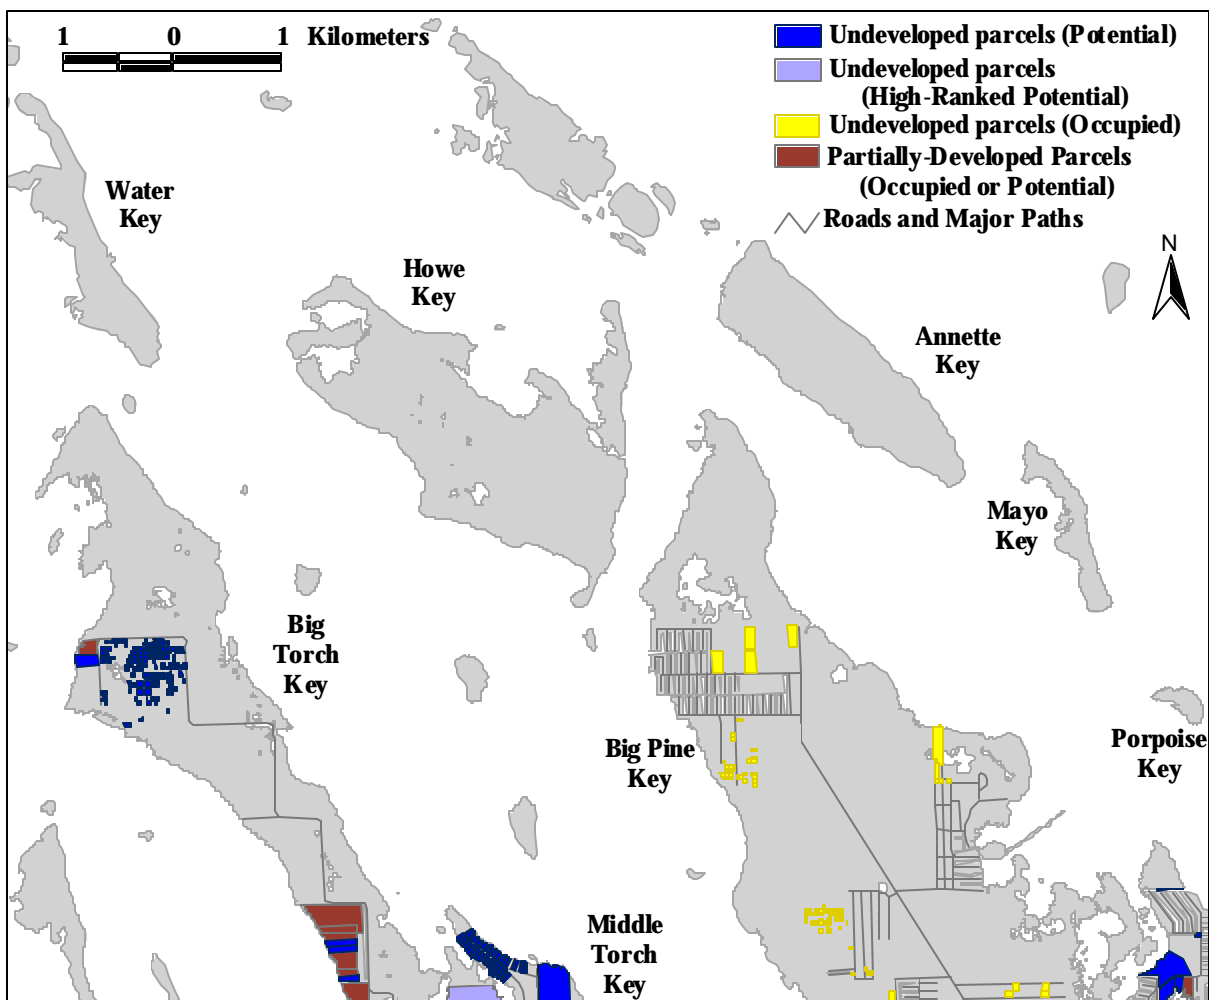 1 0 1 Kilometers
Undeveloped parcels (Potential)
Undeveloped parcels
(High-Ranked Potential)
Undeveloped parcels (Occupied)
Partially-Developed Parcels
(Occupied or Potential)
Roads and Major Paths
N
Water
Key
Howe
Key
Annette
Key
Mayo
Key
Big
Torch
Key
Big Pine
Key
Porpoise
Key
Middle
Torch
Key